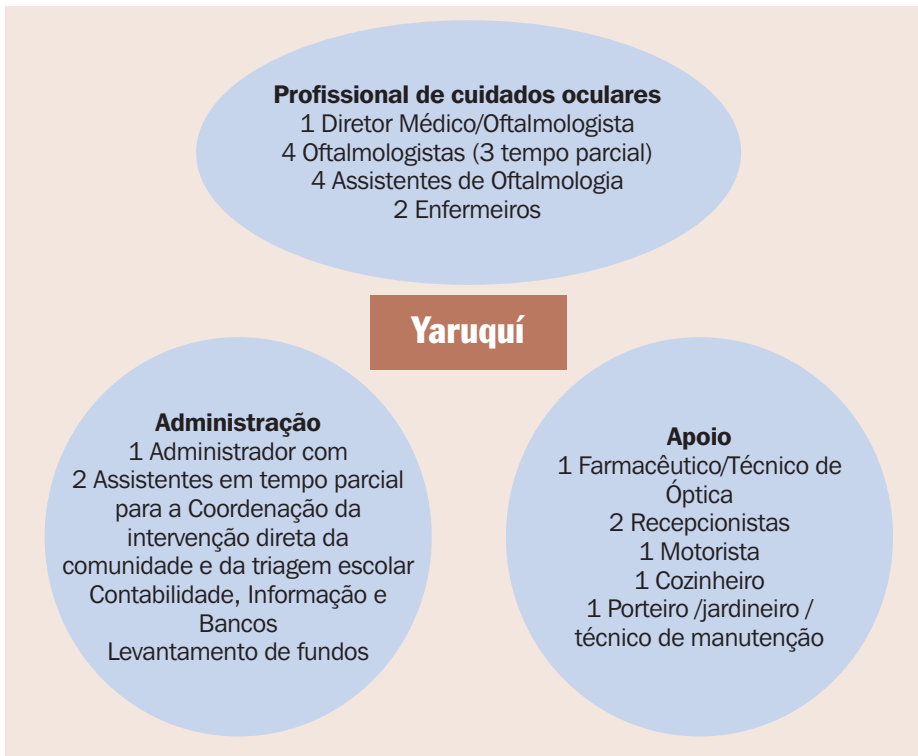 Profissional de cuidados oculares
1 Diretor Médico/Oftalmologista
4 Oftalmologistas (3 tempo parcial)
4 Assistentes de Oftalmologia
2 Enfermeiros
Yaruquí
Administração
1 Administrador com
2 Assistentes em tempo parcial
para a Coordenação da
intervenção direta da
comunidade e da triagem escolar
Contabilidade, Informação e
Bancos
Levantamento de fundos
Apoio
1 Farmacêutico/Técnico de
Óptica
2 Recepcionistas
1 Motorista
1 Cozinheiro
1 Porteiro /jardineiro /
técnico de manutenção